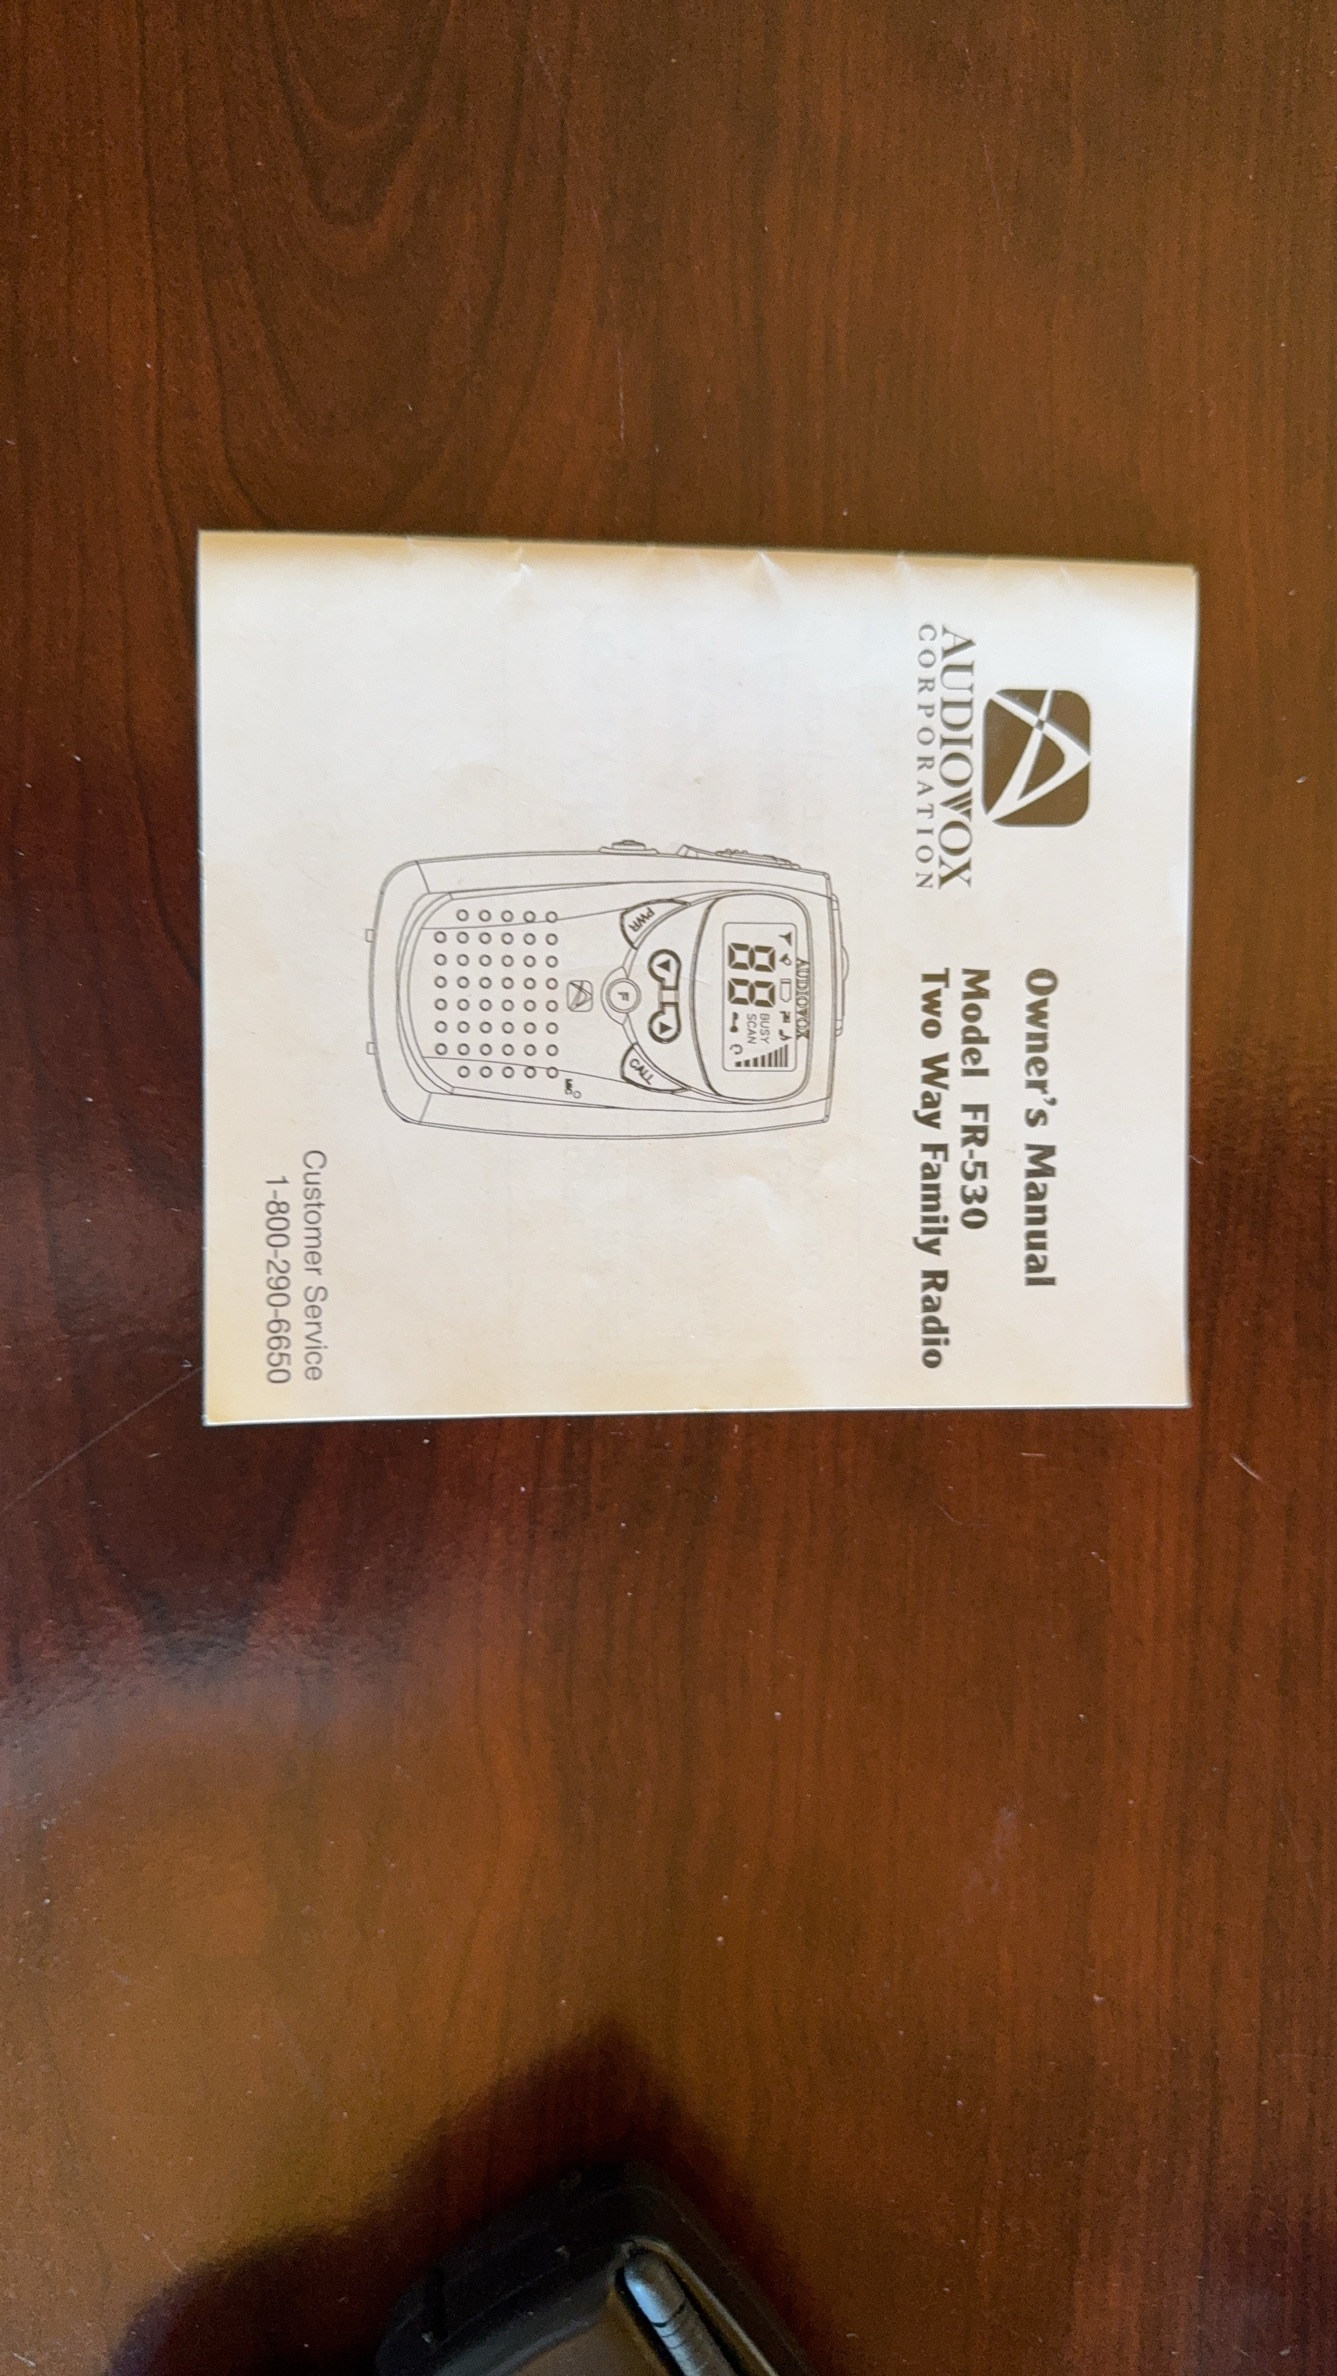 AUDIOVOX
CORPORATION
Owner's Manual
Model FR-530
Two Way Family Radio
AUDIOVOX
88
BUSY
SCAN
PWR
CALL
F
MIC
Customer Service
1-800-290-6650